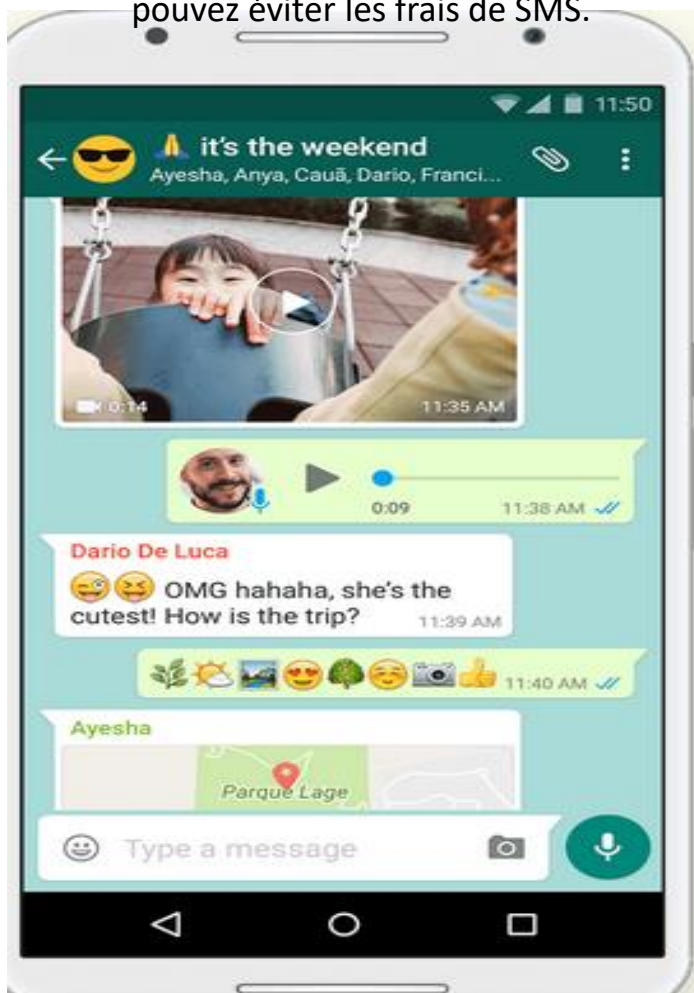 pouvez éviter les frais de SMS.
11:50
🙏 it's the weekend
Ayesha, Anya, Cauã, Dario, Franci...
0:14 11:35 AM
0:09 11:38 AM
Dario De Luca
😜😝 OMG hahaha, she's the
cutest! How is the trip? 11:39 AM
🌿🌤🏞😍🌳☺📷👍 11:40 AM
Ayesha
Parque Lage
Type a message